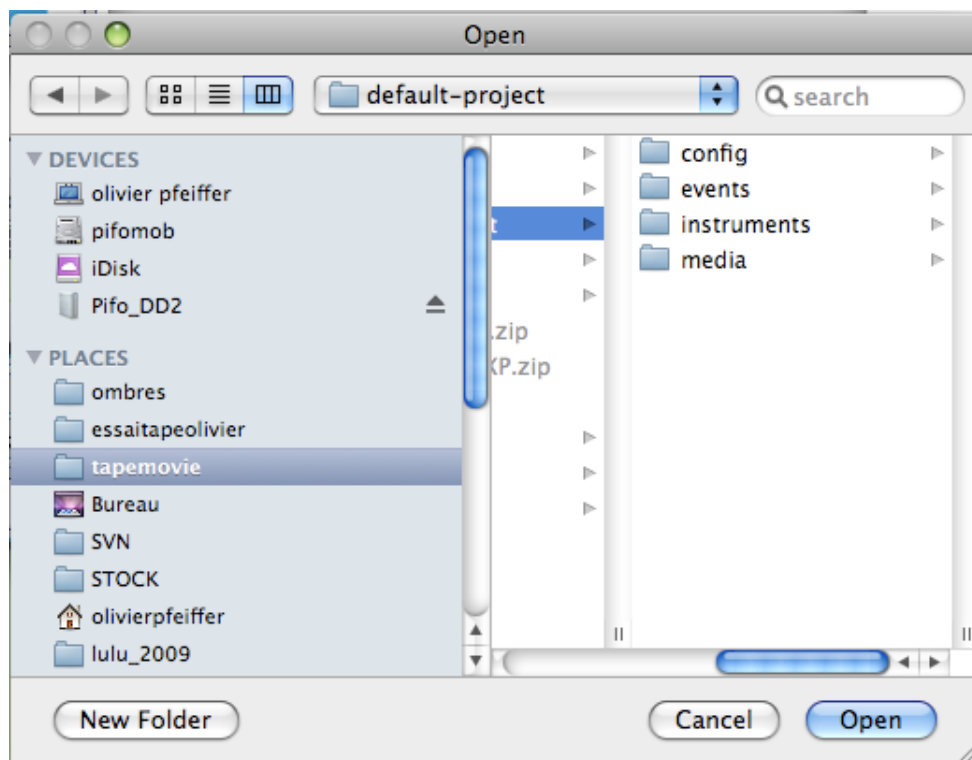 Open
default-project
search
DEVICES
olivier pfeiffer
pifomob
iDisk
Pifo_DD2
PLACES
ombres
essaitapeolivier
tapemovie
Bureau
SVN
STOCK
olivierpfeiffer
lulu_2009
t
.zip
XP.zip
config
events
instruments
media
New Folder
Cancel
Open